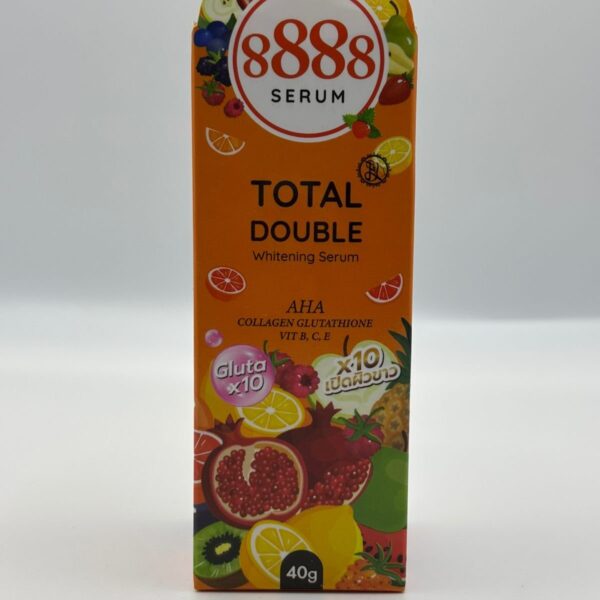 8888
SERUM
TOTAL
DOUBLE
Whitening Serum
AHA
COLLAGEN GLUTATHIONE
VIT B, C, E
Gluta
x10
x10
เปิดผิวขาว
40g